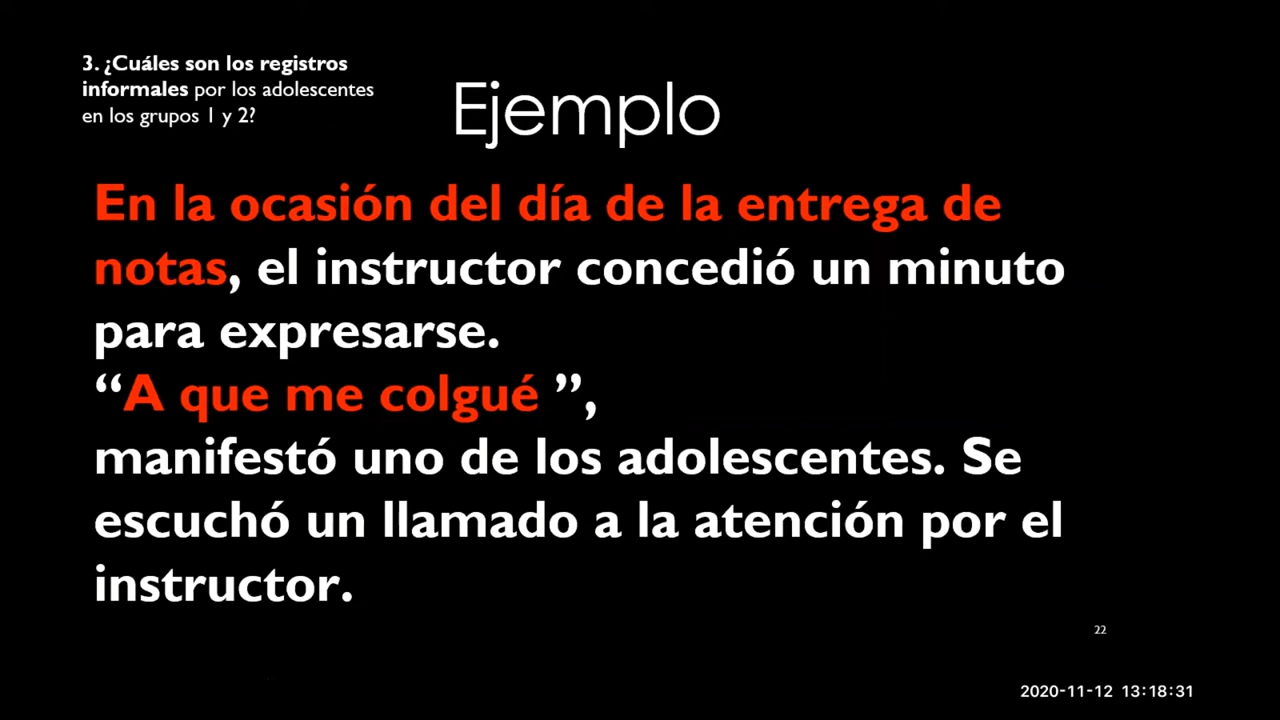 3. ¿Cuáles son los registros
informales por los adolescentes
en los grupos 1 y 2?
Ejemplo
En la ocasión del día de la entrega de
notas, el instructor concedió un minuto
para expresarse.
“A que me colgué ”,
manifestó uno de los adolescentes. Se
escuchó un llamado a la atención por el
instructor.
22
2020-11-12 13:18:31